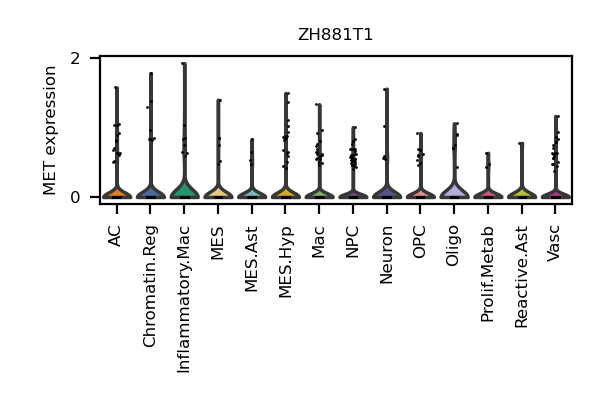 ZH881T1
MET expression
2
0
AC
Chromatin.Reg
Inflammatory.Mac
MES
MES.Ast
MES.Hyp
Mac
NPC
Neuron
OPC
Oligo
Prolif.Metab
Reactive.Ast
Vasc